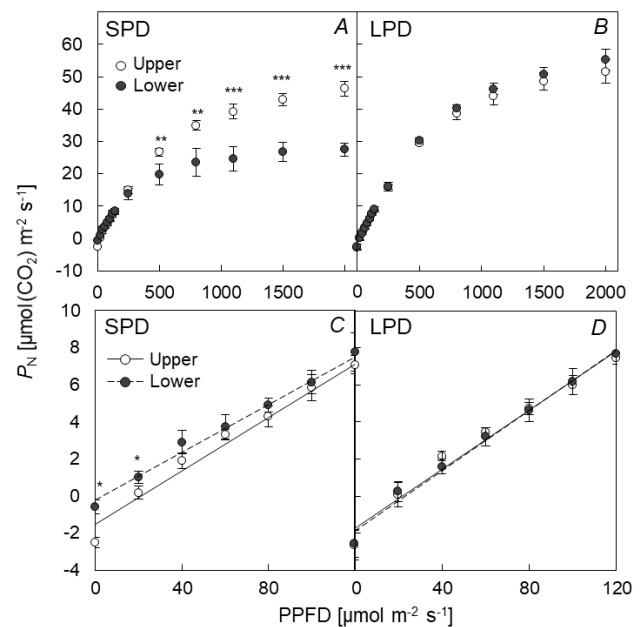 SPD A LPD B
60
Upper
Lower
50
40
30
20
10
0
-10
** ** *** *** ***
0 500 1000 1500 0 500 1000 1500 2000
P_N [µmol(CO₂) m⁻² s⁻¹]
SPD C LPD D
8
Upper
Lower
6
4
2
0
-2
-4
* *
0 40 80 0 40 80 120
PPFD [µmol m⁻² s⁻¹]